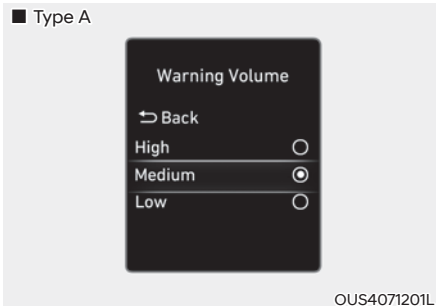 ■ Type A
Warning Volume
⮌ Back
High
Medium
Low
OUS4071201L